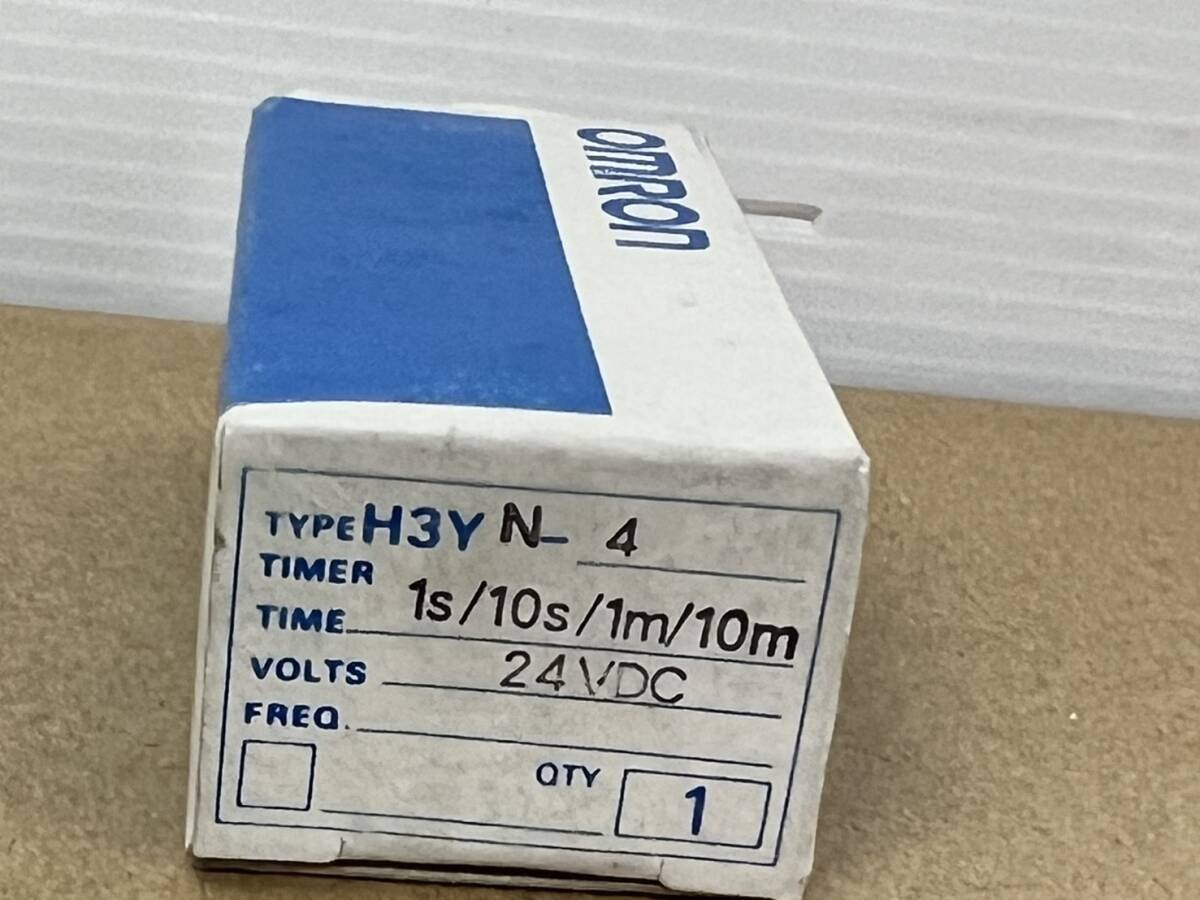 omron
TYPE H3Y N- 4
TIMER
TIME 1s/10s/1m/10m
VOLTS 24VDC
FREQ.
QTY 1